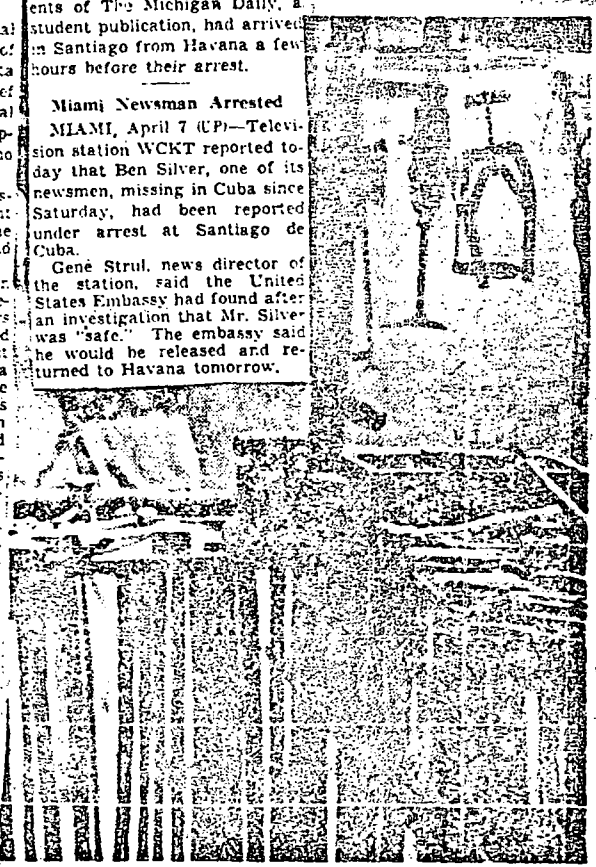 ents of The Michigan Daily, a
student publication, had arrived
in Santiago from Havana a few
hours before their arrest.
Miami Newsman Arrested
MIAMI, April 7 (UP)—Televi-
sion station WCKT reported to-
day that Ben Silver, one of its
newsmen, missing in Cuba since
Saturday, had been reported
under arrest at Santiago de
Cuba.
Gene Strul, news director of
the station, said the United
States Embassy had found after
an investigation that Mr. Silver
was "safe." The embassy said
he would be released and re-
turned to Havana tomorrow.